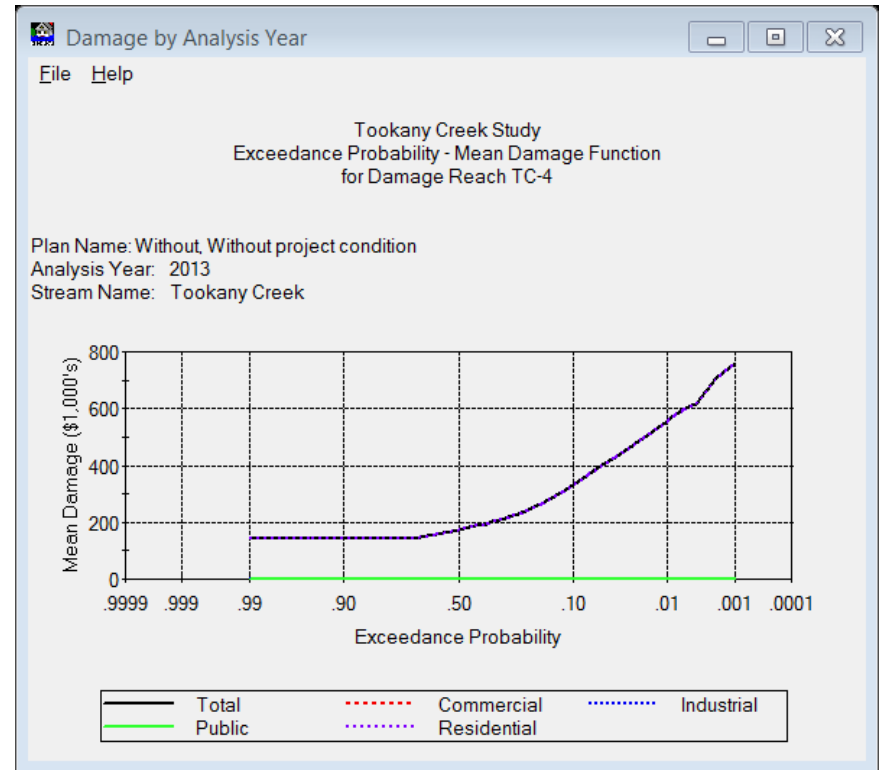 Damage by Analysis Year
File Help
Tookany Creek Study
Exceedance Probability - Mean Damage Function
for Damage Reach TC-4
Plan Name: Without, Without project condition
Analysis Year: 2013
Stream Name: Tookany Creek
Mean Damage ($1,000's)
800
600
400
200
0
.9999 .999 .99 .90 .50 .10 .01 .001 .0001
Exceedance Probability
Total Commercial Industrial
Public Residential